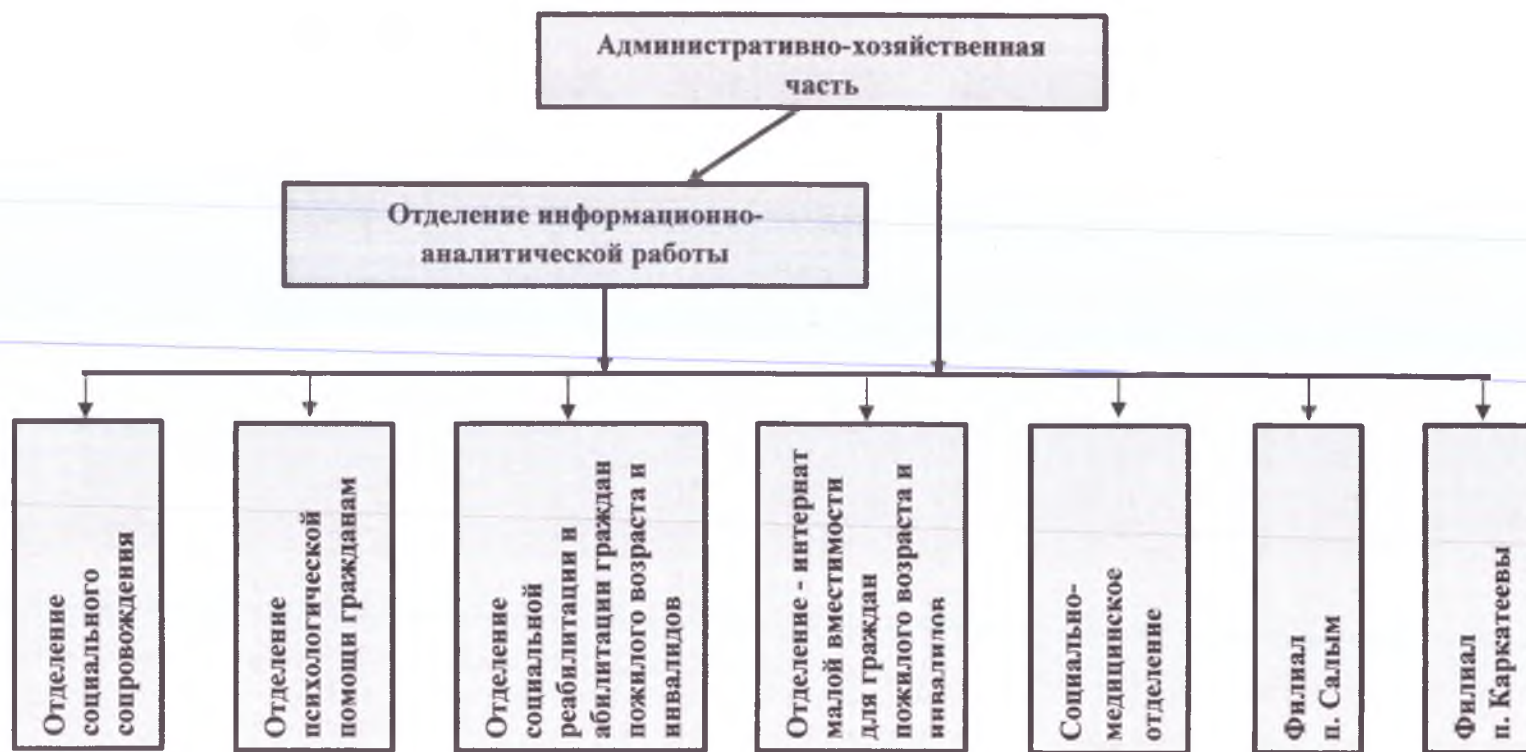 Административно-хозяйственная
часть
Отделение информационно-
аналитической работы
Отделение
социального
сопровождения
Отделение
психологической
помощи гражданам
Отделение
социальной
реабилитации и
абилитации граждан
пожилого возраста и
инвалидов
Отделение - интернат
малой вместимости
для граждан
пожилого возраста и
инвалидов
Социально-
медицинское
отделение
Филиал
п. Салым
Филиал
п. Каркатеевы